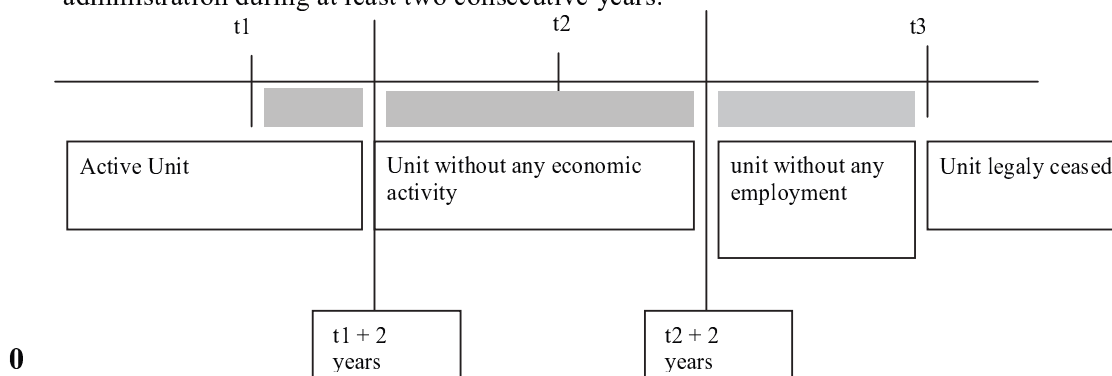 administration during at least two consecutive years.
t1
t2
t3
Active Unit
Unit without any economic
activity
unit without any
employment
Unit legaly ceased
t1 + 2
years
t2 + 2
years
0